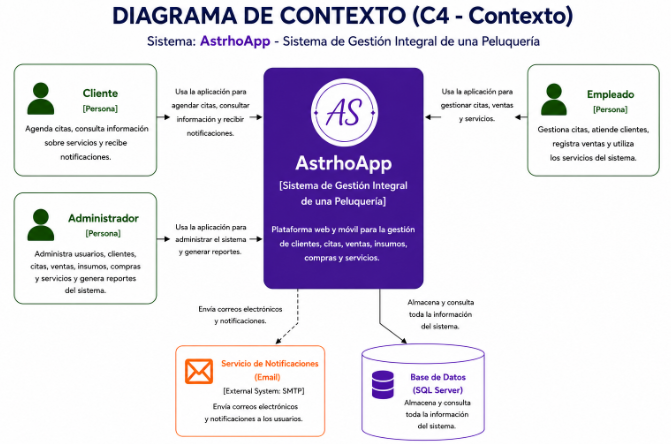 DIAGRAMA DE CONTEXTO (C4 - Contexto)
Sistema: AstrhoApp - Sistema de Gestión Integral de una Peluquería
Cliente
[Persona]
Agenda citas, consulta información
sobre servicios y recibe
notificaciones.
Usa la aplicación para
agendar citas, consultar
información y recibir
notificaciones.
AS
AstrhoApp
[Sistema de Gestión Integral
de una Peluquería]
Plataforma web y móvil para la gestión
de clientes, citas, ventas, insumos,
compras y servicios.
Usa la aplicación para
gestionar citas, ventas
y servicios.
Empleado
[Persona]
Gestiona citas, atiende clientes,
registra ventas y utiliza
los servicios del sistema.
Administrador
[Persona]
Administra usuarios, clientes,
citas, ventas, insumos, compras
y servicios y genera reportes
del sistema.
Usa la aplicación para
administrar el sistema
y generar reportes.
Envía correos electrónicos
y notificaciones.
Almacena y consulta
toda la información
del sistema.
Servicio de Notificaciones
(Email)
[External System: SMTP]
Envía correos electrónicos
y notificaciones a los usuarios.
Base de Datos
(SQL Server)
Almacena y consulta
toda la información
del sistema.